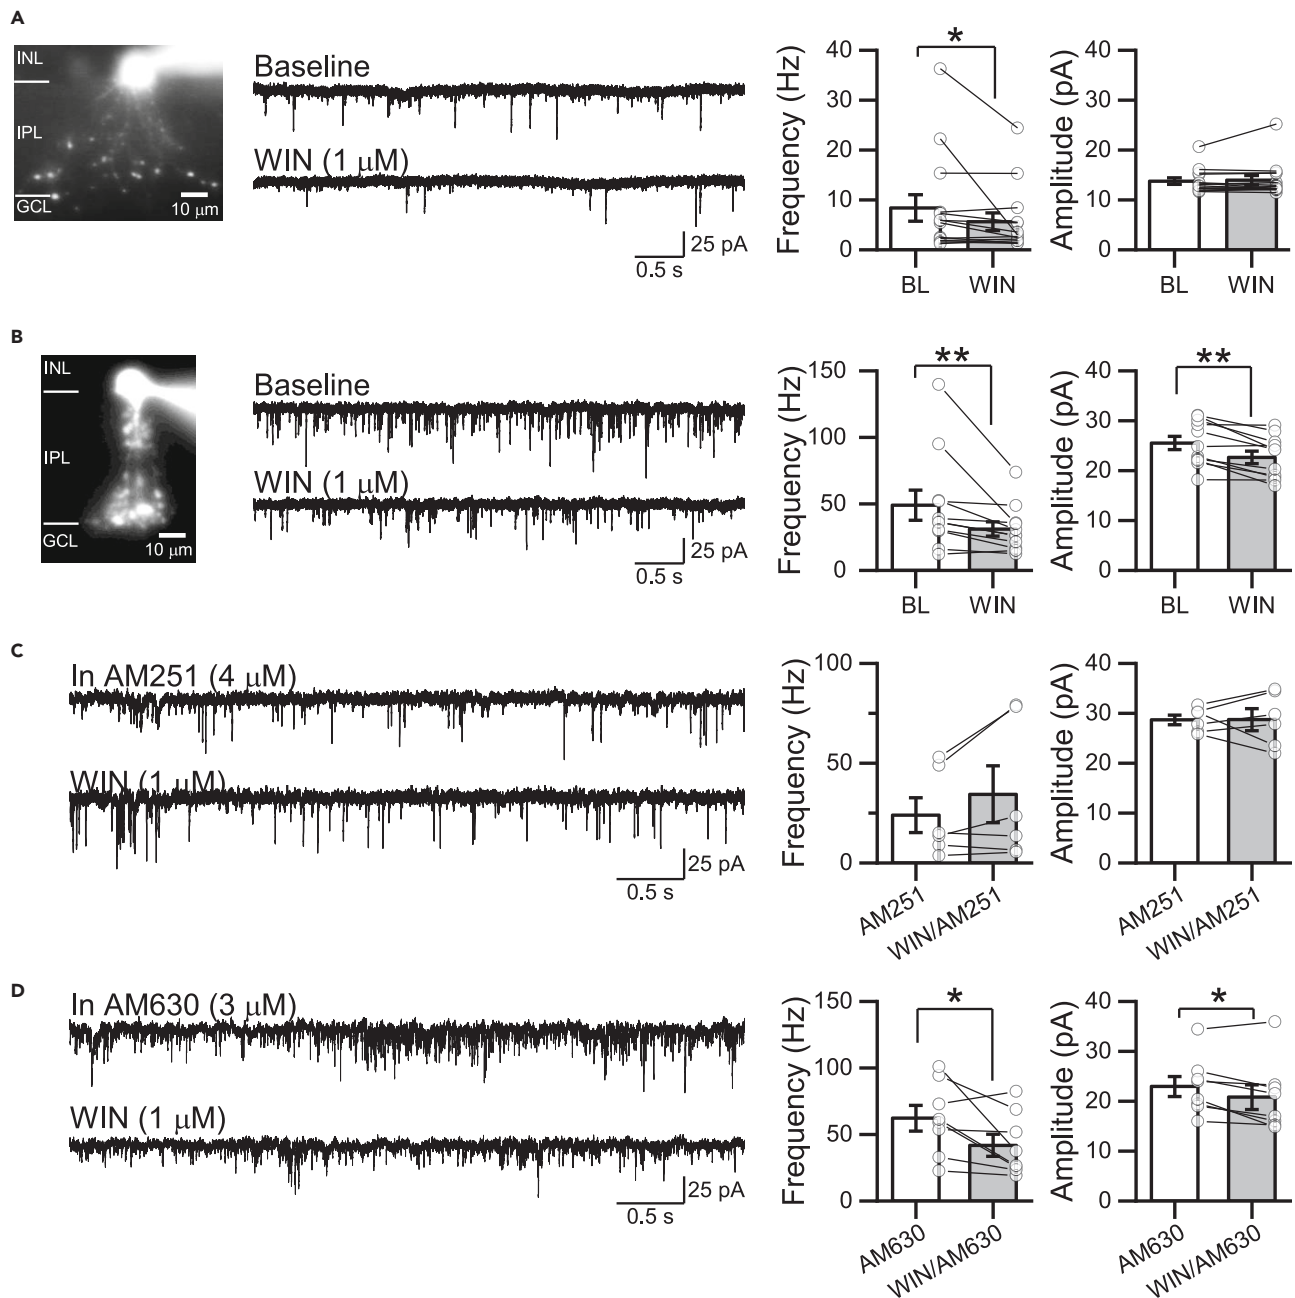 A
INL
IPL
GCL
10 μm
Baseline
WIN (1 μM)
25 pA
0.5 s
Frequency (Hz)
40
30
20
10
0
*
BL
WIN
Amplitude (pA)
40
30
20
10
0
BL
WIN
B
INL
IPL
GCL
10 μm
Baseline
WIN (1 μM)
25 pA
0.5 s
Frequency (Hz)
150
100
50
0
**
BL
WIN
Amplitude (pA)
40
30
20
10
0
**
BL
WIN
C
In AM251 (4 μM)
WIN (1 μM)
25 pA
0.5 s
Frequency (Hz)
100
50
0
AM251
WIN/AM251
Amplitude (pA)
40
30
20
10
0
AM251
WIN/AM251
D
In AM630 (3 μM)
WIN (1 μM)
25 pA
0.5 s
Frequency (Hz)
150
100
50
0
*
AM630
WIN/AM630
Amplitude (pA)
40
30
20
10
0
*
AM630
WIN/AM630